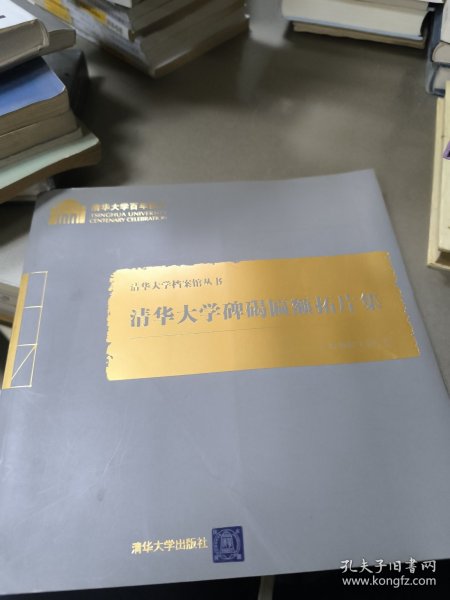 清华大学百年
TSINGHUA UNIVERSITY
CENTENARY CELEBRATION
清华大学档案馆丛书
清华大学碑碣匾额拓片集
清华大学出版社
孔夫子旧书网
www.kongfz.com